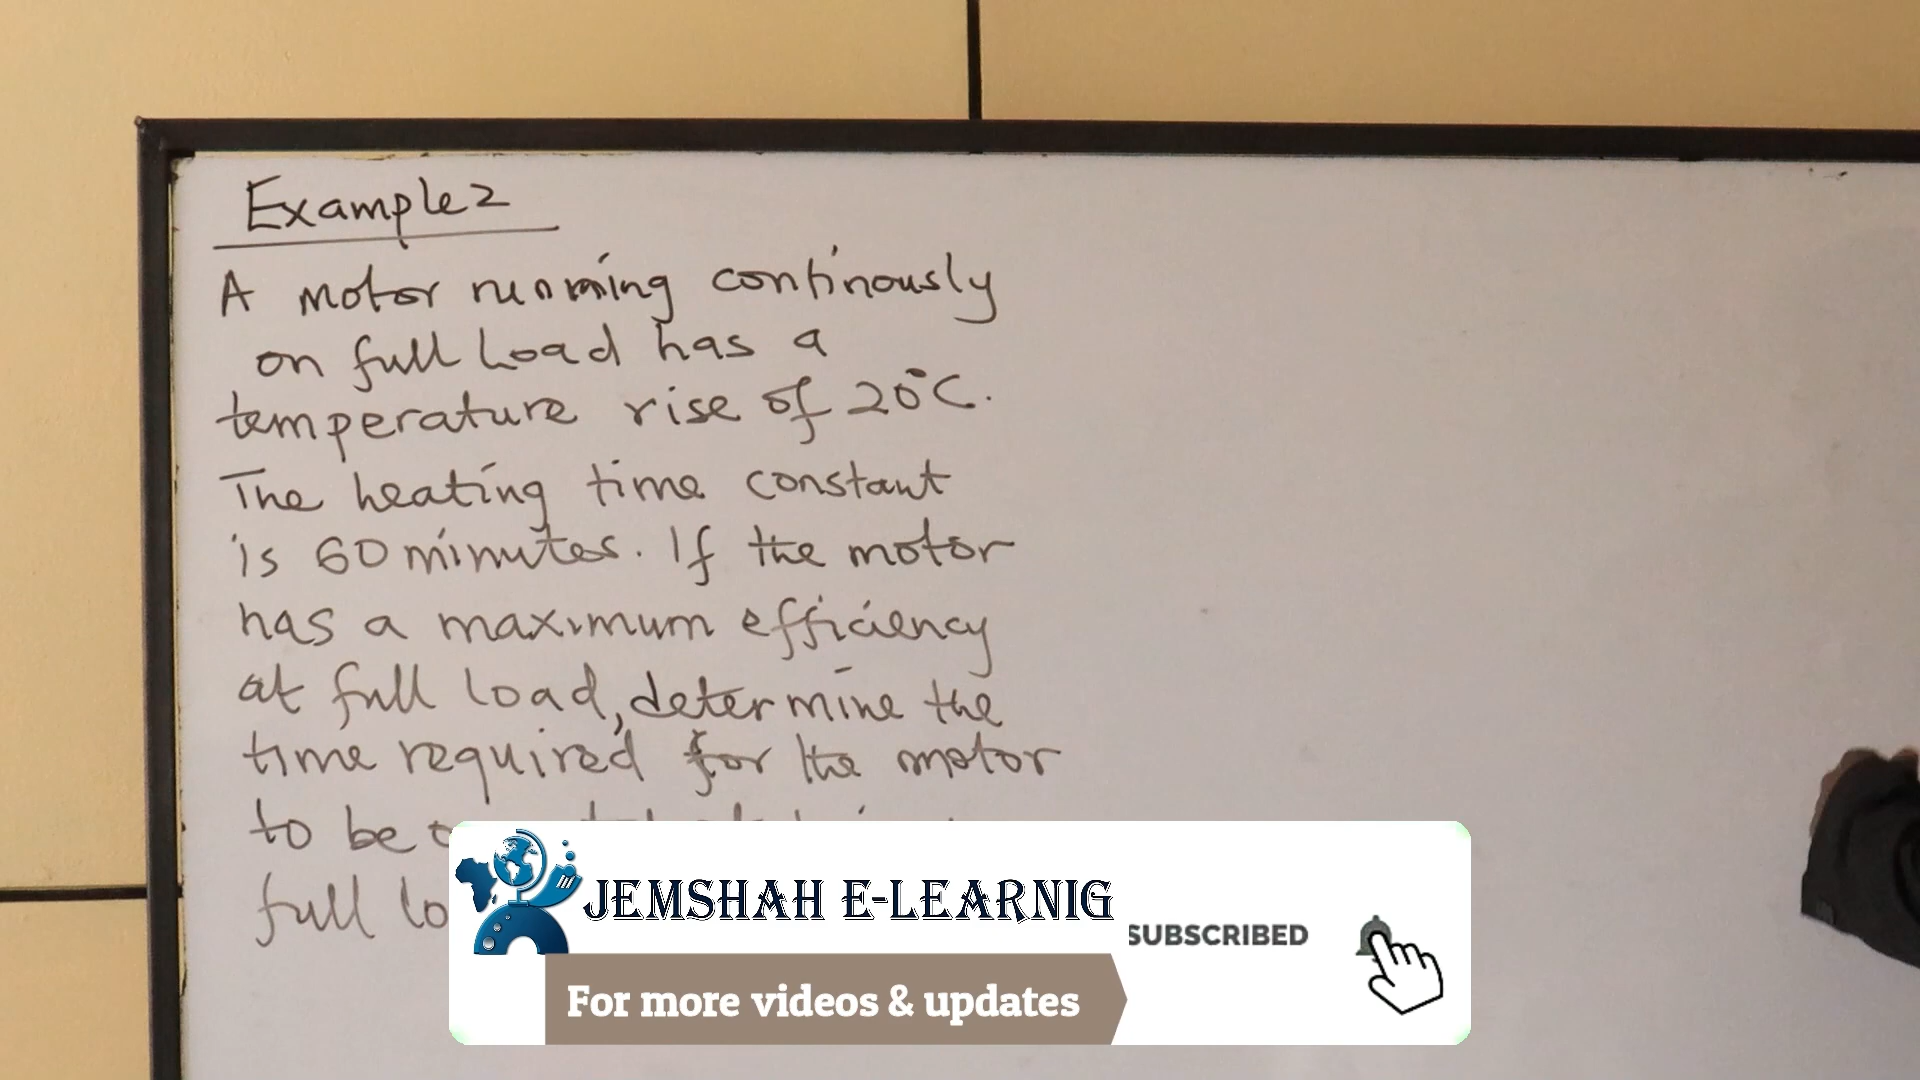 Example 2
A motor running continously
on full Load has a
temperature rise of 20°C.
The heating time constant
is 60 minutes. If the motor
has a maximum efficiency
at full load, determine the
time required for the motor
to be
full
JEMSHAH E-LEARNIG
SUBSCRIBED
For more videos & updates